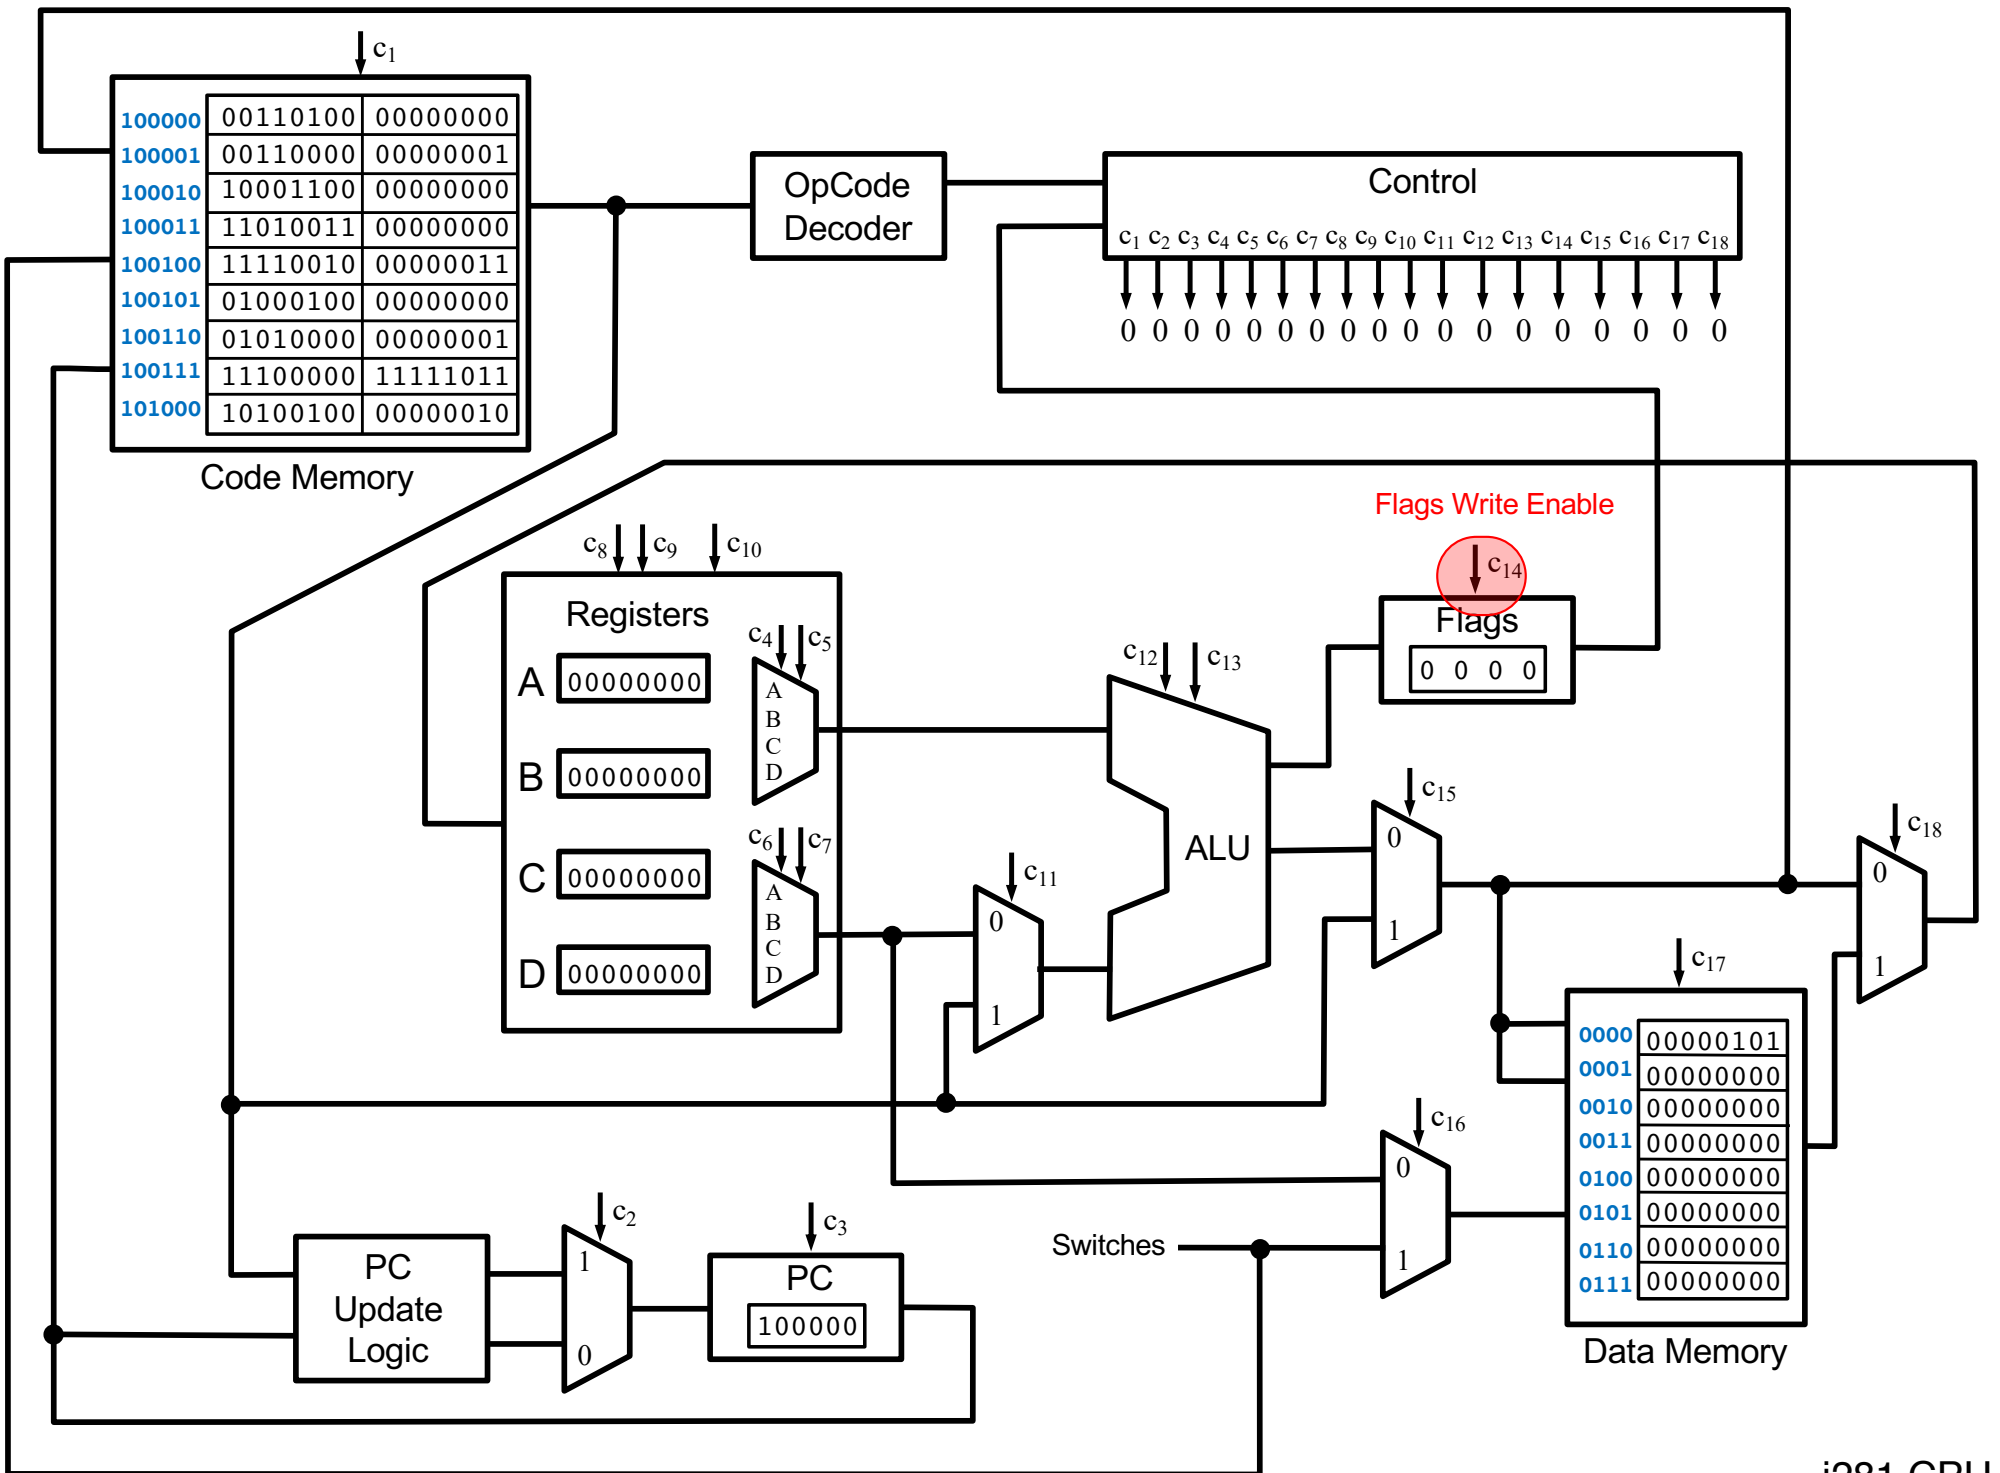 c1
100000 00110100 00000000
100001 00110000 00000001
100010 10001100 00000000
100011 11010011 00000000
100100 11110010 00000011
100101 01000100 00000000
100110 01010000 00000001
100111 11100000 11111011
101000 10100100 00000010
Code Memory
OpCode
Decoder
Control
c1 c2 c3 c4 c5 c6 c7 c8 c9 c10 c11 c12 c13 c14 c15 c16 c17 c18
0 0 0 0 0 0 0 0 0 0 0 0 0 0 0 0 0 0
Flags Write Enable
c14
Flags
0 0 0 0
c8 c9 c10
Registers
A 00000000
B 00000000
C 00000000
D 00000000
c4 c5
A
B
C
D
c6 c7
A
B
C
D
c11
0
1
c12 c13
ALU
c15
0
1
c18
0
1
c17
0000 00000101
0001 00000000
0010 00000000
0011 00000000
0100 00000000
0101 00000000
0110 00000000
0111 00000000
Data Memory
c16
0
1
Switches
PC
Update
Logic
c2
1
0
c3
PC
100000